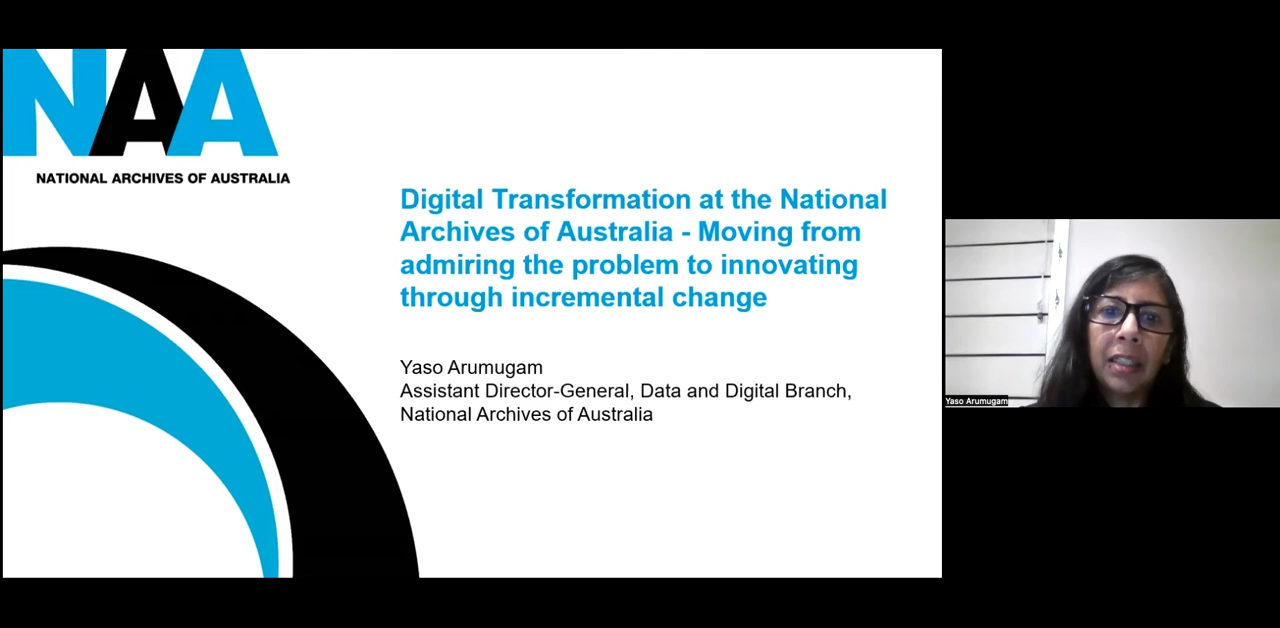 NAA
NATIONAL ARCHIVES OF AUSTRALIA
Digital Transformation at the National
Archives of Australia - Moving from
admiring the problem to innovating
through incremental change
Yaso Arumugam
Assistant Director-General, Data and Digital Branch,
National Archives of Australia
Yaso Arumugam